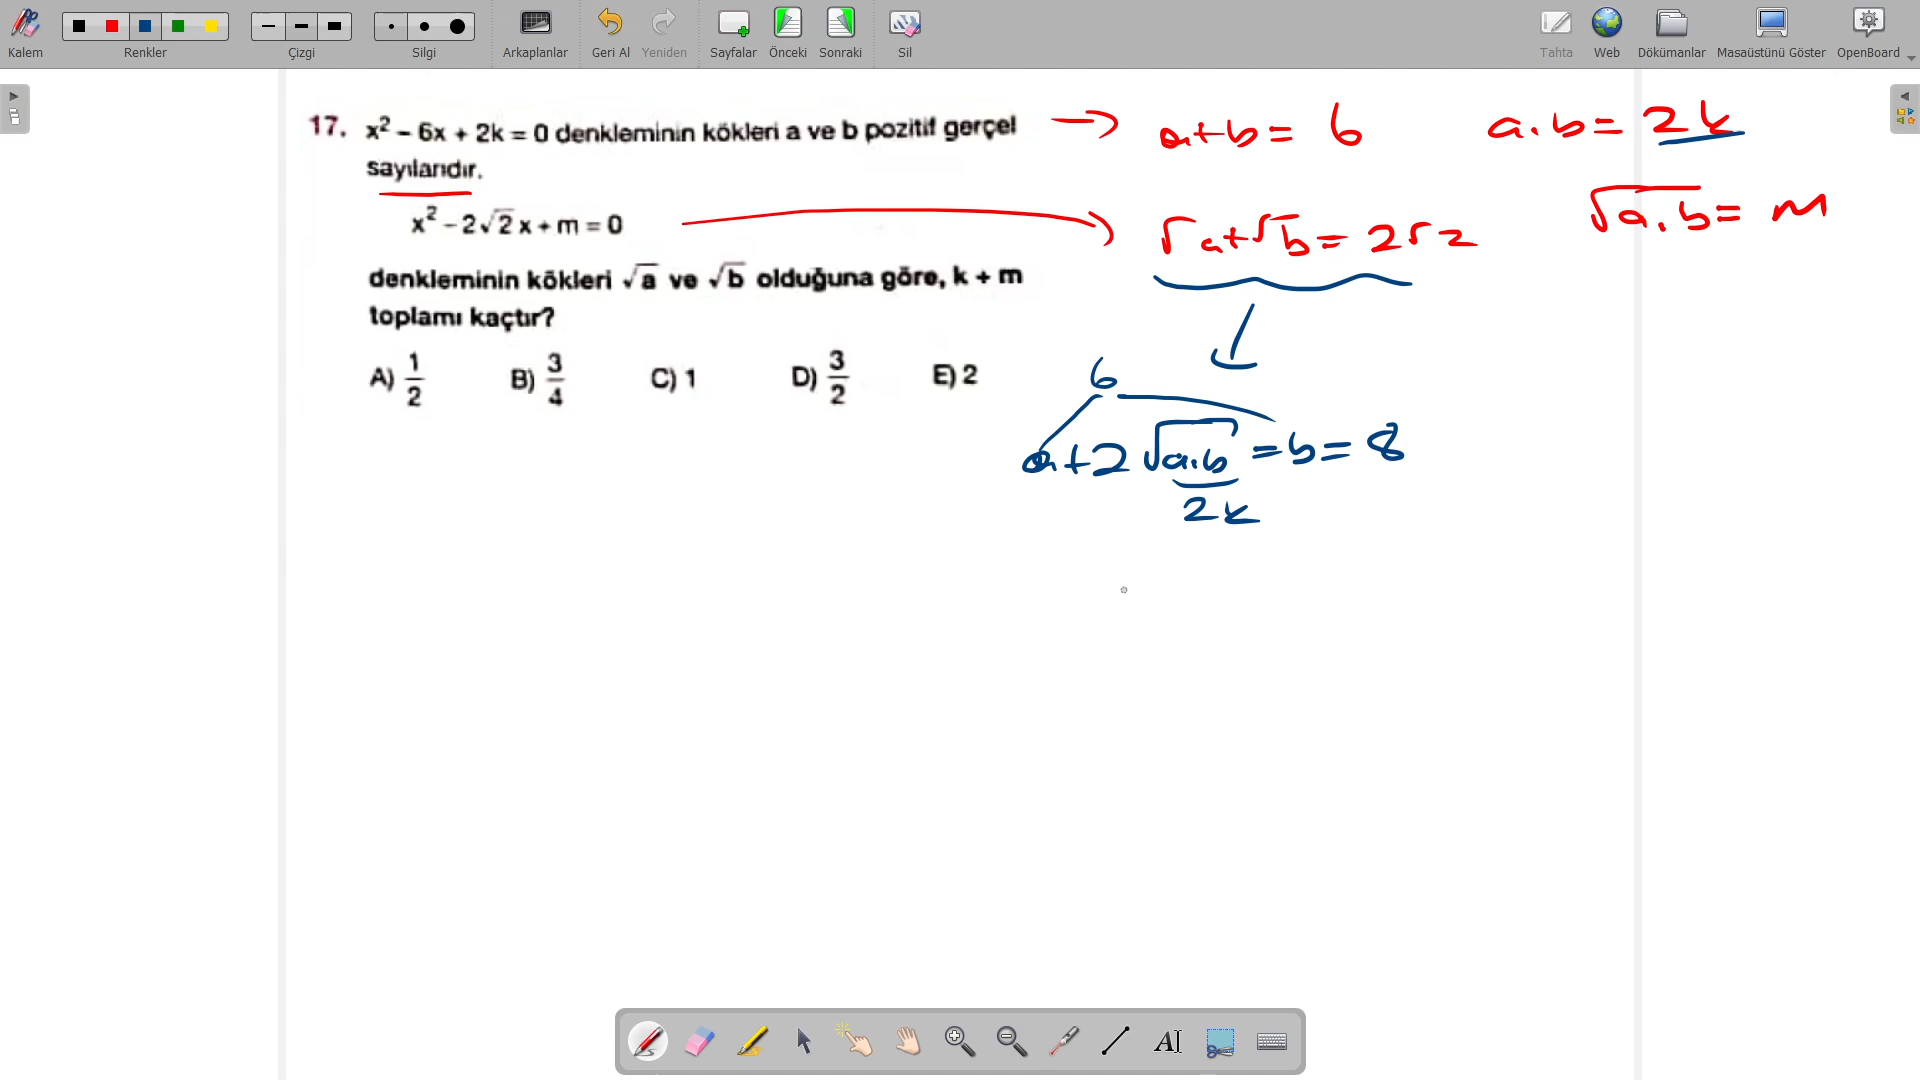 Kalem
Renkler
Çizgi
Silgi
Arkaplanlar
Geri Al
Yeniden
Sayfalar
Önceki
Sonraki
Sil
Tahta
Web
Dökümanlar
Masaüstünü Göster
OpenBoard
17. x² - 6x + 2k = 0 denkleminin kökleri a ve b pozitif gerçel
sayılarıdır.
x² - 2√2 x + m = 0
denkleminin kökleri √a ve √b olduğuna göre, k + m
toplamı kaçtır?
A) 1/2 B) 3/4 C) 1 D) 3/2 E) 2
a+b = 6
a.b = 2k
√a+√b = 2√2
√a.b = m
6
a+2√a.b = b = 8
2k